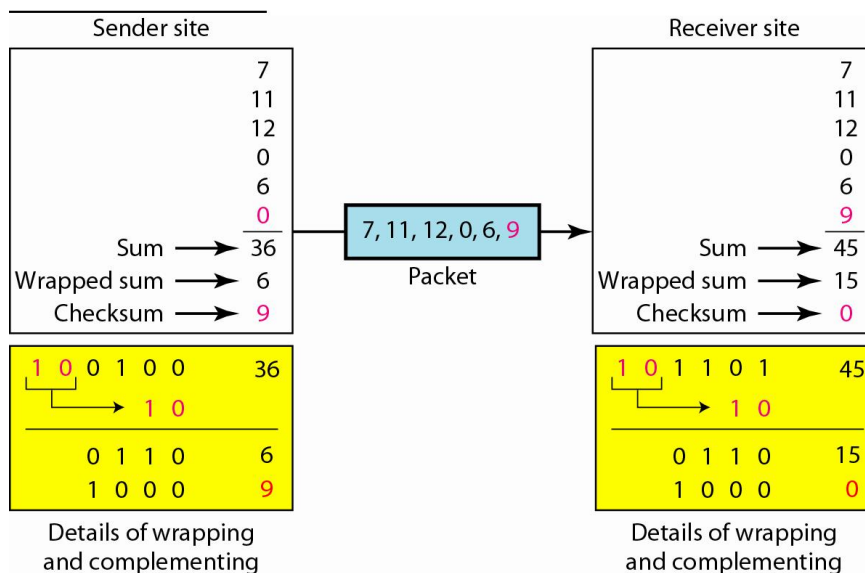 Sender site
7
11
12
0
6
0
Sum 36
Wrapped sum 6
Checksum 9
7, 11, 12, 0, 6, 9
Packet
Receiver site
7
11
12
0
6
9
Sum 45
Wrapped sum 15
Checksum 0
1 0 0 1 0 0 36
1 0
0 1 1 0 6
1 0 0 0 9
Details of wrapping
and complementing
1 0 1 1 0 1 45
1 0
0 1 1 0 15
1 0 0 0 0
Details of wrapping
and complementing